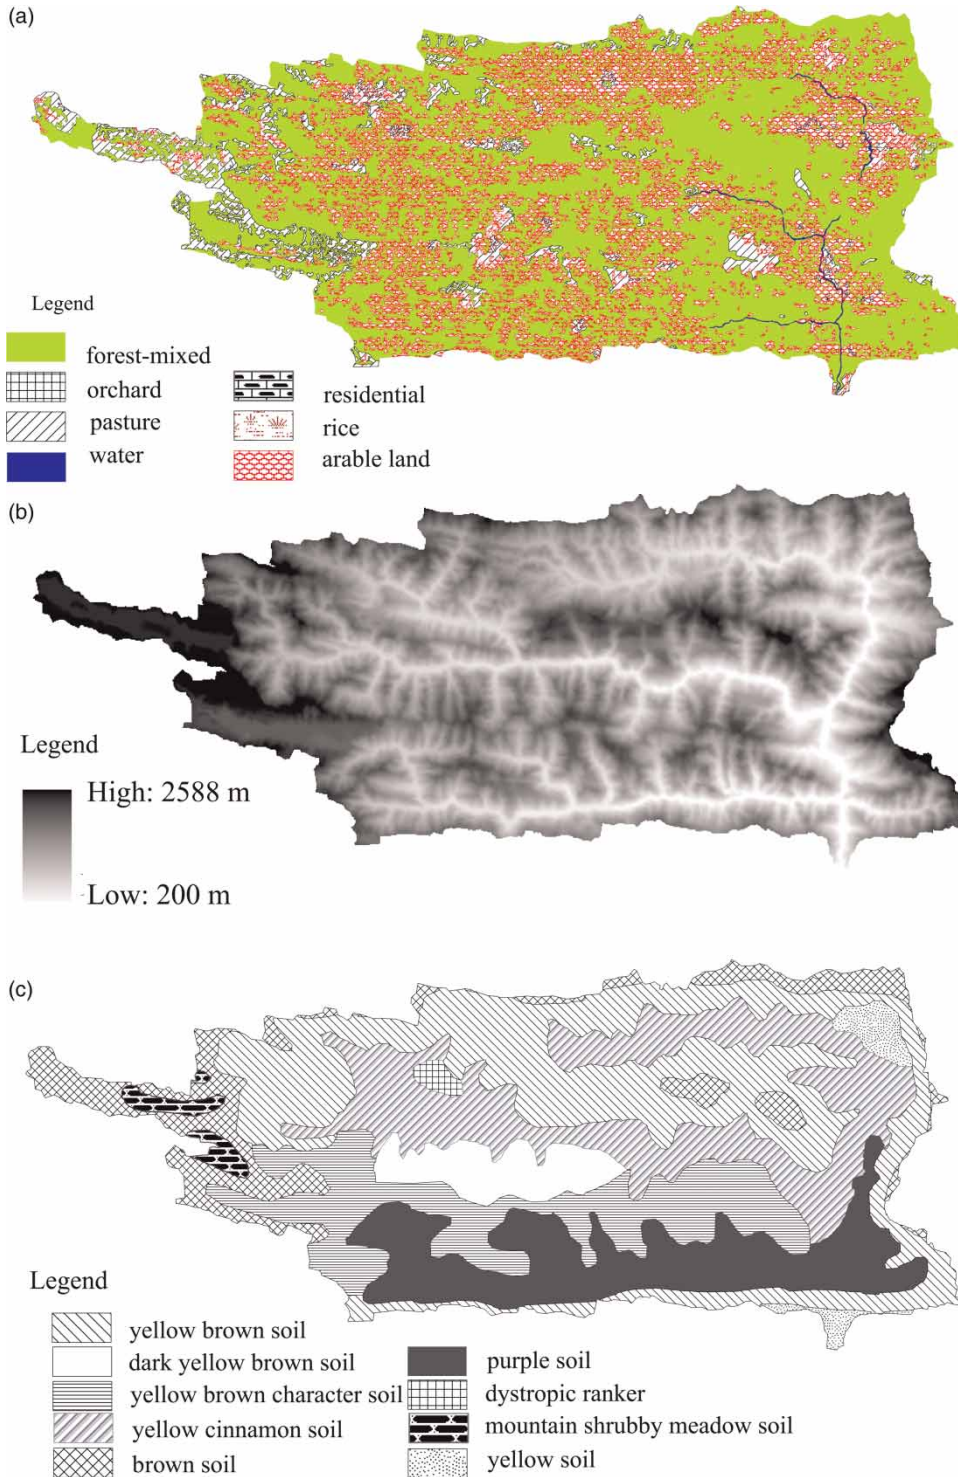 (a)
Legend
forest-mixed
orchard
pasture
water
residential
rice
arable land
(b)
Legend
High: 2588 m
Low: 200 m
(c)
Legend
yellow brown soil
dark yellow brown soil
yellow brown character soil
yellow cinnamon soil
brown soil
purple soil
dystropic ranker
mountain shrubby meadow soil
yellow soil